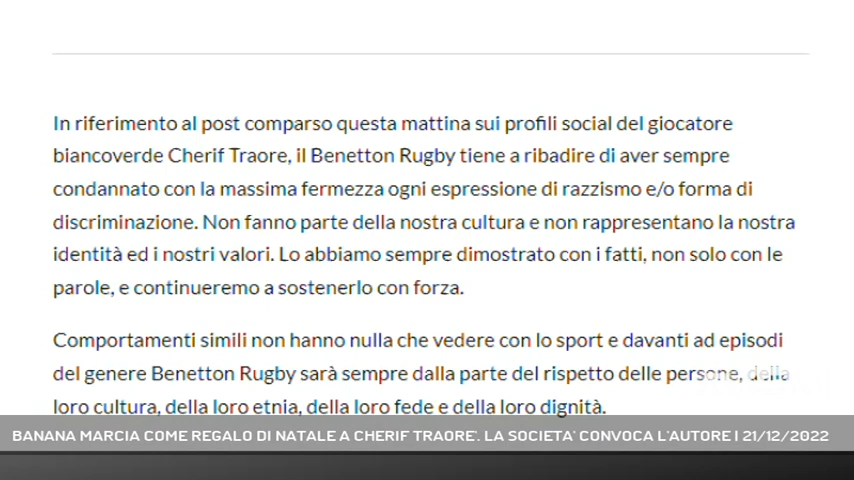 In riferimento al post comparso questa mattina sui profili social del giocatore
biancoverde Cherif Traore, il Benetton Rugby tiene a ribadire di aver sempre
condannato con la massima fermezza ogni espressione di razzismo e/o forma di
discriminazione. Non fanno parte della nostra cultura e non rappresentano la nostra
identità ed i nostri valori. Lo abbiamo sempre dimostrato con i fatti, non solo con le
parole, e continueremo a sostenerlo con forza.
Comportamenti simili non hanno nulla che vedere con lo sport e davanti ad episodi
del genere Benetton Rugby sarà sempre dalla parte del rispetto delle persone, della
loro cultura, della loro etnia, della loro fede e della loro dignità.
BANANA MARCIA COME REGALO DI NATALE A CHERIF TRAORE'. LA SOCIETA' CONVOCA L'AUTORE | 21/12/2022